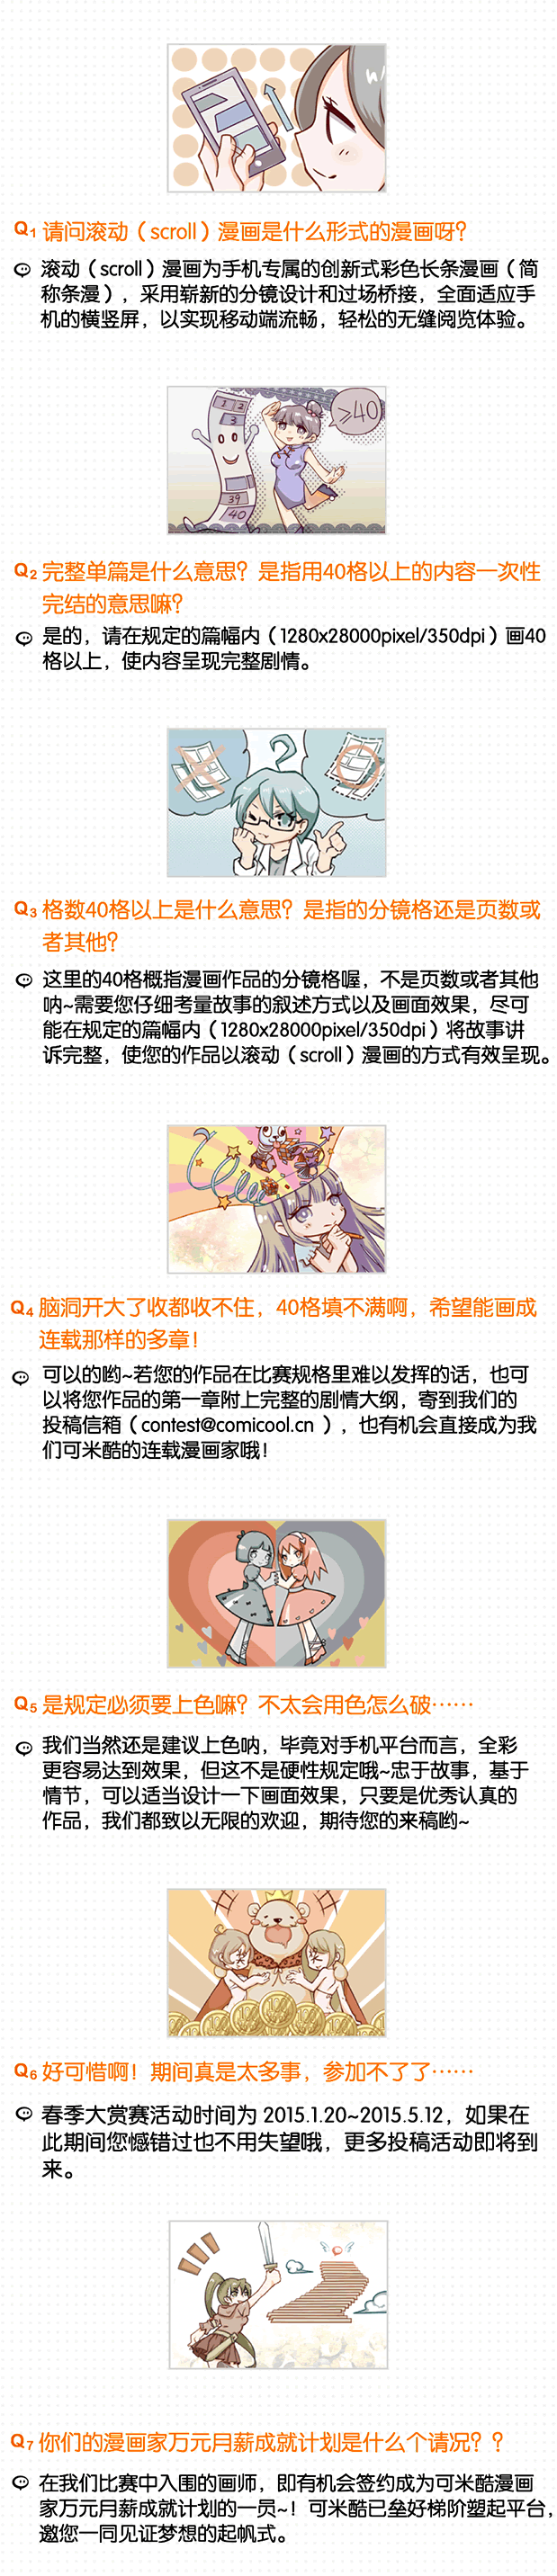 Q1 请问滚动（scroll）漫画是什么形式的漫画呀？
滚动（scroll）漫画为手机专属的创新式彩色长条漫画（简
称条漫），采用崭新的分镜设计和过场桥接，全面适应手
机的横竖屏，以实现移动端流畅，轻松的无缝阅览体验。
≥40
1 2
3
39
40
Q2 完整单篇是什么意思？是指用40格以上的内容一次性
完结的意思嘛？
是的，请在规定的篇幅内（1280x28000pixel/350dpi）画40
格以上，使内容呈现完整剧情。
?
Q3 格数40格以上是什么意思？是指的分镜格还是页数或
者其他？
这里的40格概指漫画作品的分镜格喔，不是页数或者其他
呐~需要您仔细考量故事的叙述方式以及画面效果，尽可
能在规定的篇幅内（1280x28000pixel/350dpi）将故事讲
诉完整，使您的作品以滚动（scroll）漫画的方式有效呈现。
Q4 脑洞开大了收都收不住，40格填不满啊，希望能画成
连载那样的多章！
可以的哟~若您的作品在比赛规格里难以发挥的话，也可
以将您作品的第一章附上完整的剧情大纲，寄到我们的
投稿信箱（contest@comicool.cn ），也有机会直接成为我
们可米酷的连载漫画家哦！
Q5 是规定必须要上色嘛？不太会用色怎么破……
我们当然还是建议上色呐，毕竟对手机平台而言，全彩
更容易达到效果，但这不是硬性规定哦~忠于故事，基于
情节，可以适当设计一下画面效果，只要是优秀认真的
作品，我们都致以无限的欢迎，期待您的来稿哟~
Q6 好可惜啊！期间真是太多事，参加不了了……
春季大赏赛活动时间为 2015.1.20~2015.5.12，如果在
此期间您憾错过也不用失望哦，更多投稿活动即将到
来。
Q7 你们的漫画家万元月薪成就计划是什么个请况？？
在我们比赛中入围的画师，即有机会签约成为可米酷漫画
家万元月薪成就计划的一员~！可米酷已垒好梯阶塑起平台，
邀您一同见证梦想的起帆式。